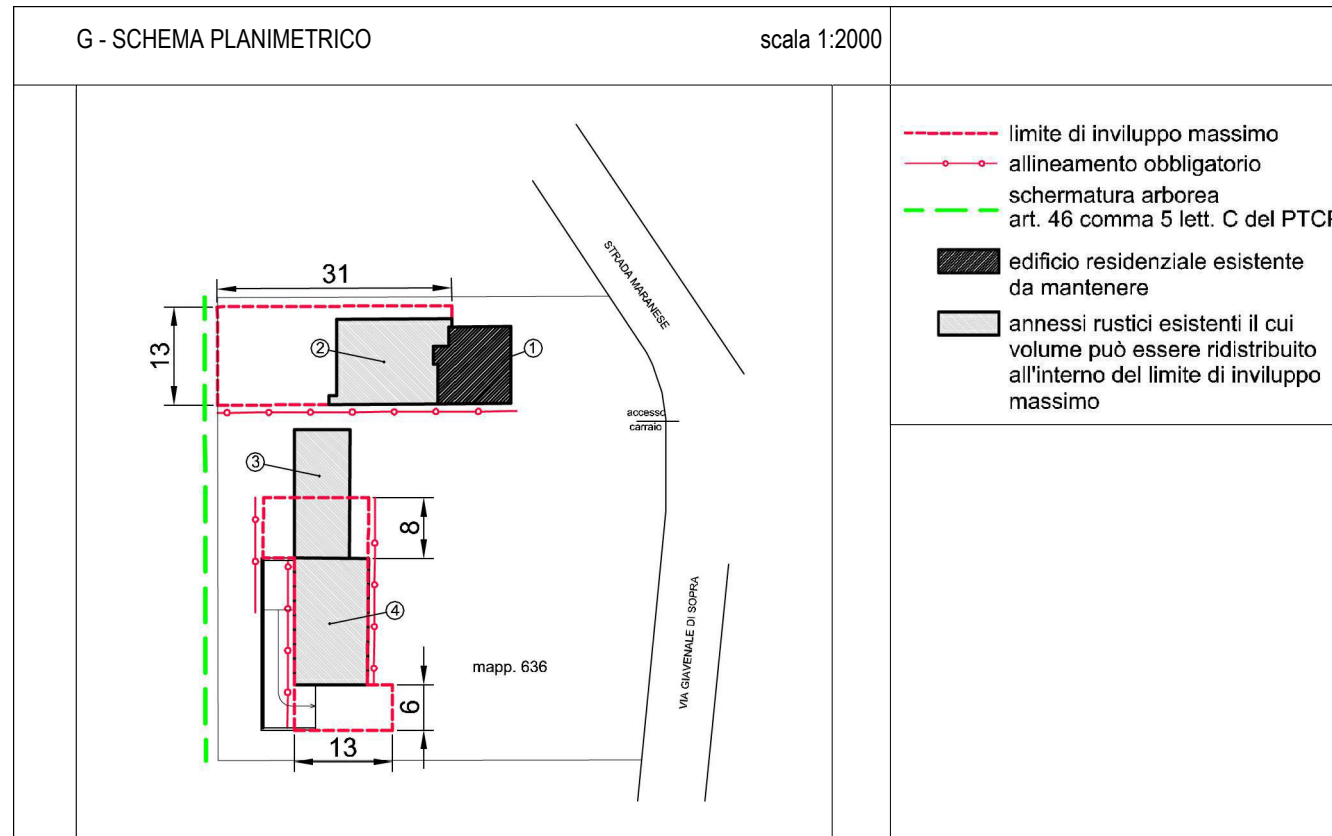 G - SCHEMA PLANIMETRICO
scala 1:2000
limite di inviluppo massimo
allineamento obbligatorio
schermatura arborea
art. 46 comma 5 lett. C del PTCP
edificio residenziale esistente
da mantenere
annessi rustici esistenti il cui
volume può essere ridistribuito
all'interno del limite di inviluppo
massimo
STRADA MARANESE
31
13
2
1
accesso
carraio
3
8
4
mapp. 636
VIA GIAVENALE DI SOPRA
6
13